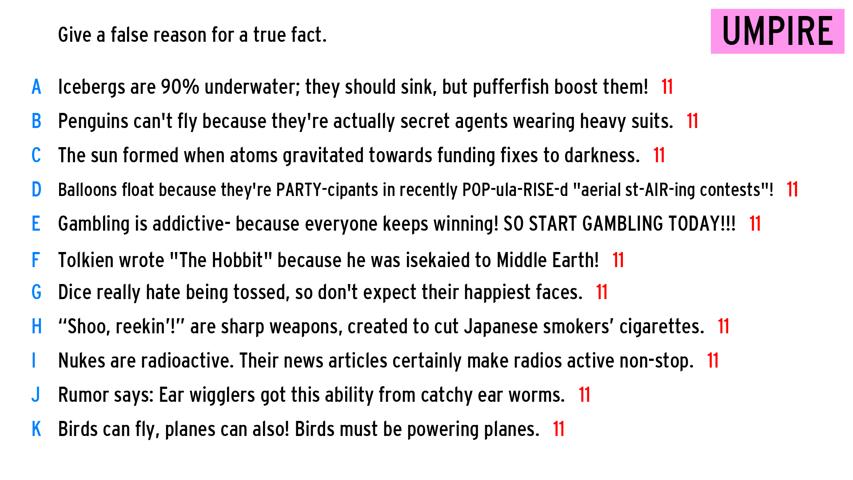 Give a false reason for a true fact.
UMPIRE
A Icebergs are 90% underwater; they should sink, but pufferfish boost them! 11
B Penguins can't fly because they're actually secret agents wearing heavy suits. 11
C The sun formed when atoms gravitated towards funding fixes to darkness. 11
D Balloons float because they're PARTY-cipants in recently POP-ula-RISE-d "aerial st-AIR-ing contests"! 11
E Gambling is addictive- because everyone keeps winning! SO START GAMBLING TODAY!!! 11
F Tolkien wrote "The Hobbit" because he was isekaied to Middle Earth! 11
G Dice really hate being tossed, so don't expect their happiest faces. 11
H “Shoo, reekin’!” are sharp weapons, created to cut Japanese smokers’ cigarettes. 11
I Nukes are radioactive. Their news articles certainly make radios active non-stop. 11
J Rumor says: Ear wigglers got this ability from catchy ear worms. 11
K Birds can fly, planes can also! Birds must be powering planes. 11